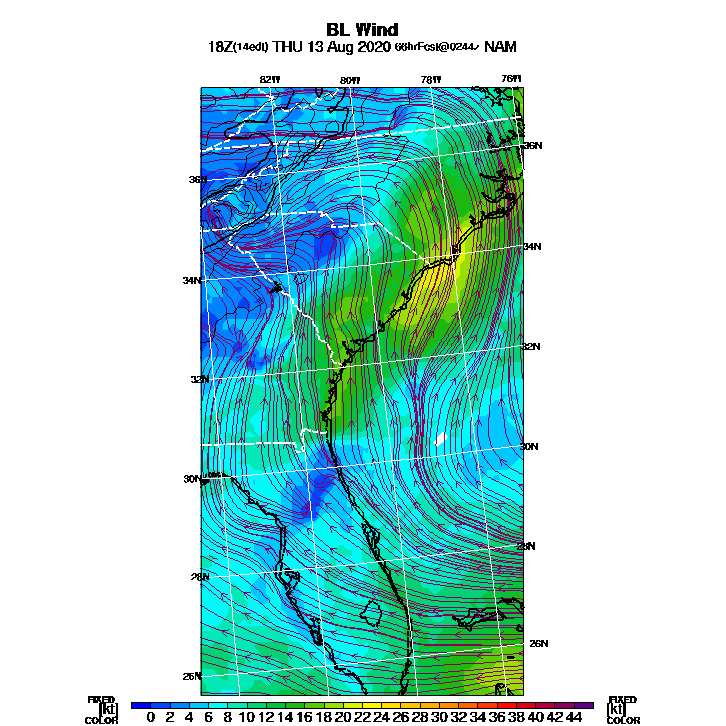 BL Wind
18Z(14edt) THU 13 Aug 2020 66hrFcst@0244z NAM
82W 80W 78W 76W
36N
36N
34N
34N
32N
32N
30N
30N
28N
28N
26N
26N
FIXED FIXED
[kt] 0 2 4 6 8 10 12 14 16 18 20 22 24 26 28 30 32 34 36 38 40 42 44 [kt]
COLOR COLOR